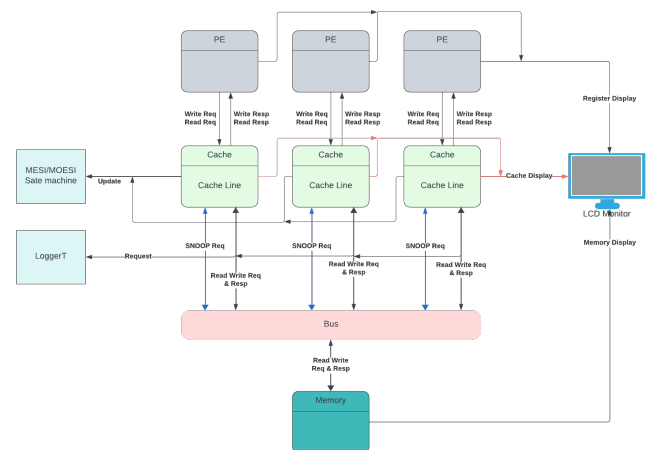 PE
PE
PE
Register Display
Write Req
Read Req
Write Resp
Read Resp
Write Req
Read Req
Write Resp
Read Resp
Write Req
Read Req
Write Resp
Read Resp
Cache
Cache Line
Cache
Cache Line
Cache
Cache Line
MESI/MOESI
Sate machine
Update
Cache Display
LCD Monitor
LoggerT
Request
SNOOP Req
SNOOP Req
SNOOP Req
Memory Display
Read Write Req
& Resp
Read Write Req
& Resp
Read Write Req
& Resp
Bus
Read Write
Req & Resp
Memory